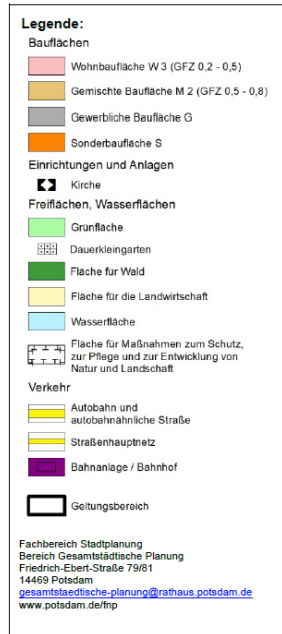 Legende:
Bauflächen
Wohnbaufläche W 3 (GFZ 0,2 - 0,5)
Gemischte Baufläche M 2 (GFZ 0,5 - 0,8)
Gewerbliche Baufläche G
Sonderbaufläche S
Einrichtungen und Anlagen
Kirche
Freiflächen, Wasserflächen
Grünfläche
Dauerkleingarten
Flache fur Wald
Fläche für die Landwirtschaft
Wasserfläche
Fläche für Maßnahmen zum Schutz,
zur Pflege und zur Entwicklung von
Natur und Landschaft
Verkehr
Autobahn und
autobahnähnliche Straße
Straßenhauptnetz
Bahnanlage / Bahnhof
Geltungsbereich
Fachbereich Stadtplanung
Bereich Gesamtstädtische Planung
Friedrich-Ebert-Straße 79/81
14469 Potsdam
gesamtstaedtische-planung@rathaus.potsdam.de
www.potsdam.de/fnp